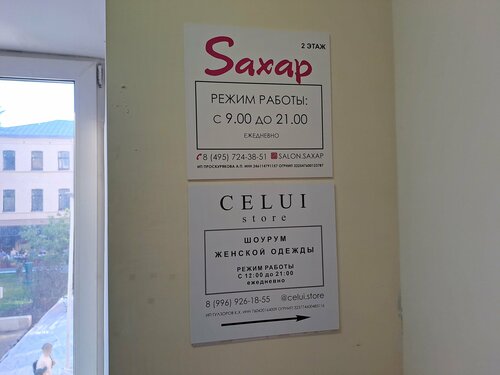 2 ЭТАЖ
Saxap
РЕЖИМ РАБОТЫ:
С 9.00 ДО 21.00
ЕЖЕДНЕВНО
8 (495) 724-38-51 SALON.SAXAP
CELUI
store
ШОУРУМ
ЖЕНСКОЙ ОДЕЖДЫ
РЕЖИМ РАБОТЫ
С 12:00 до 21:00
ежедневно
8 (996) 926-18-55 @celui.store